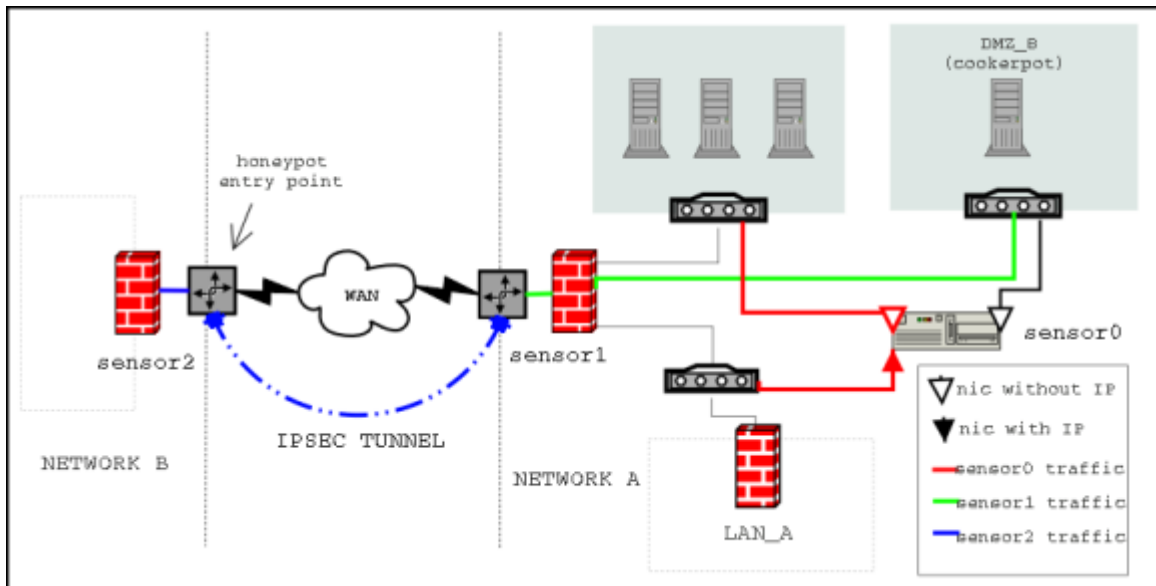 DMZ_B
(cookerpot)
honeypot
entry point
WAN
sensor2
sensor1
sensor0
IPSEC TUNNEL
NETWORK B
NETWORK A
LAN_A
nic without IP
nic with IP
sensor0 traffic
sensor1 traffic
sensor2 traffic